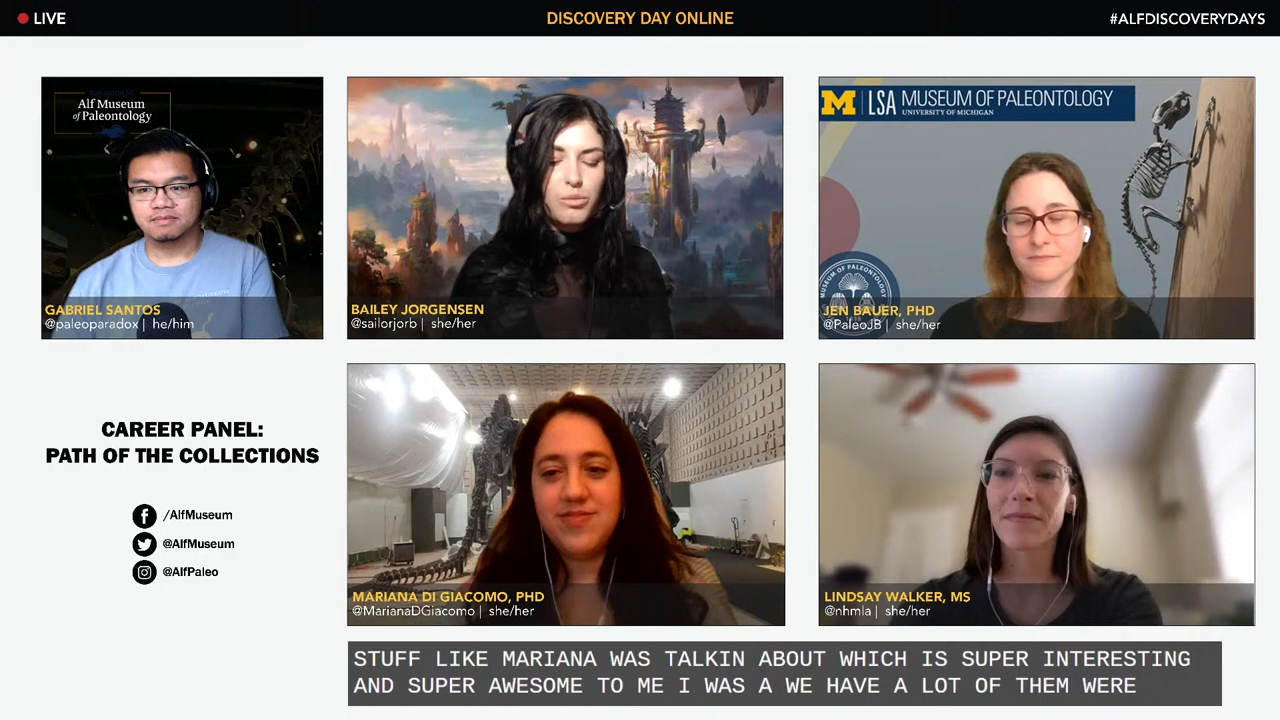 LIVE
DISCOVERY DAY ONLINE
#ALFDISCOVERYDAYS
Alf Museum
of Paleontology
GABRIEL SANTOS
@paleoparadox | he/him
BAILEY JORGENSEN
@sailorjorb | she/her
M | LSA MUSEUM OF PALEONTOLOGY
UNIVERSITY OF MICHIGAN
MUSEUM OF PALEONTOLOGY
JEN BAUER, PHD
@PaleoJB | she/her
CAREER PANEL:
PATH OF THE COLLECTIONS
/AlfMuseum
@AlfMuseum
@AlfPaleo
MARIANA DI GIACOMO, PHD
@MarianaDGiacomo | she/her
LINDSAY WALKER, MS
@nhmla | she/her
STUFF LIKE MARIANA WAS TALKIN ABOUT WHICH IS SUPER INTERESTING
AND SUPER AWESOME TO ME I WAS A WE HAVE A LOT OF THEM WERE